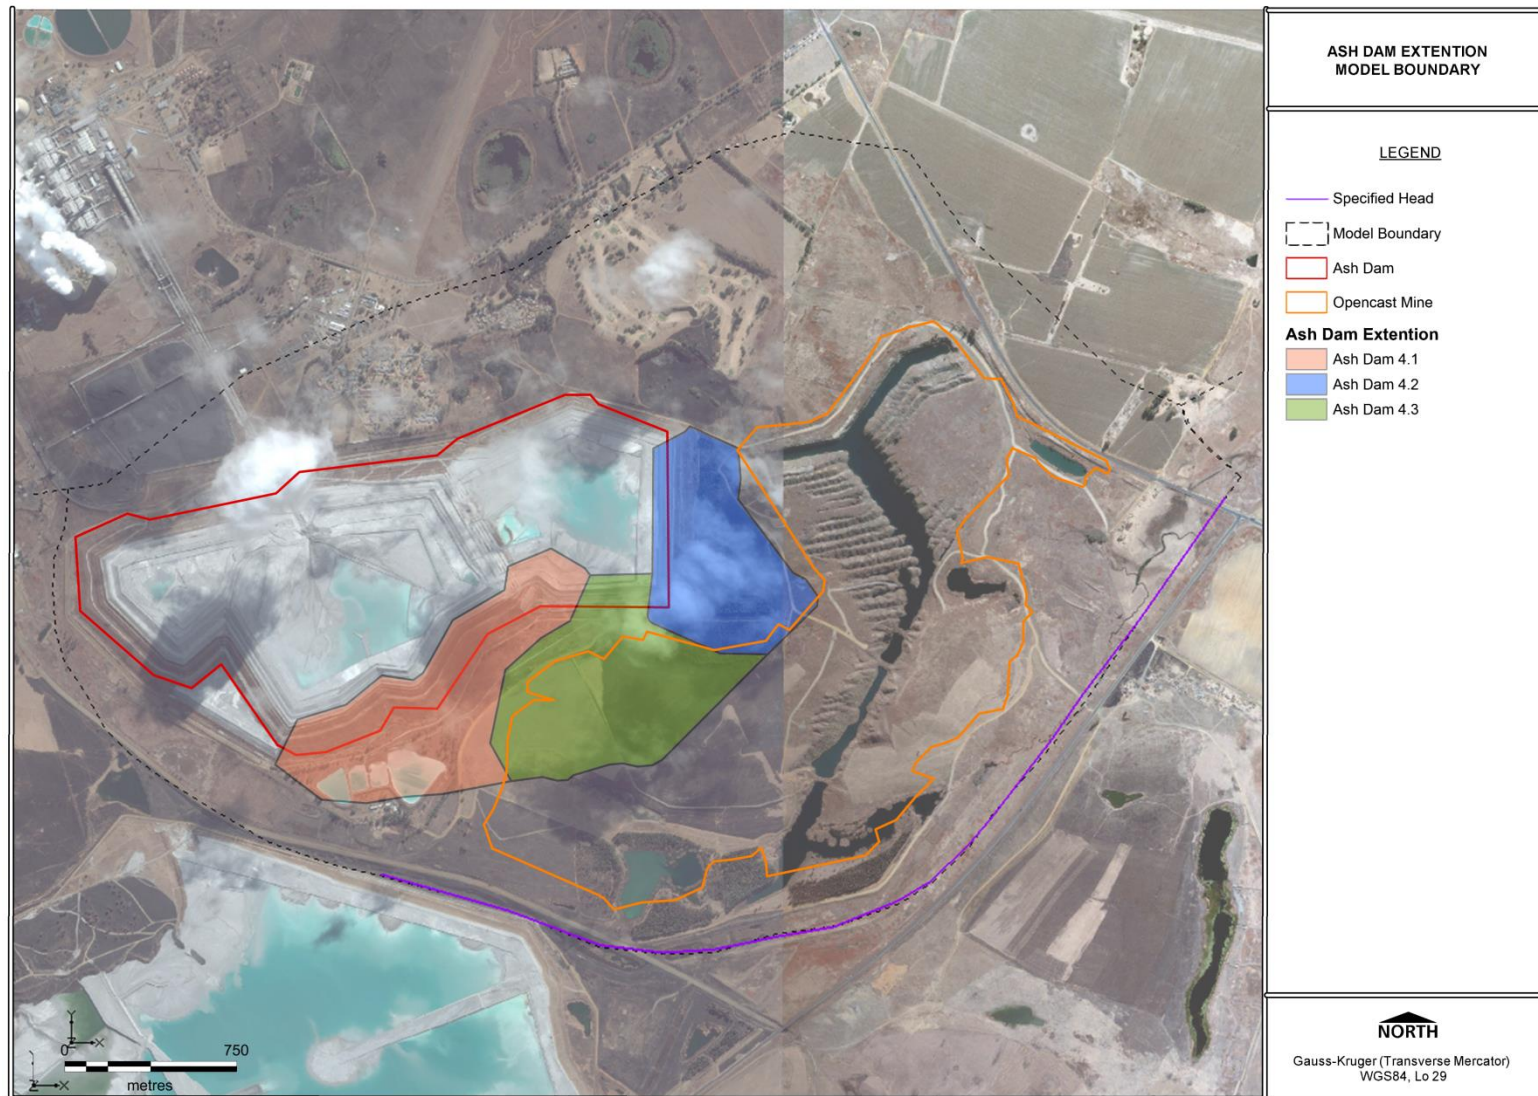 ASH DAM EXTENTION
MODEL BOUNDARY
LEGEND
Specified Head
Model Boundary
Ash Dam
Opencast Mine
Ash Dam Extention
Ash Dam 4.1
Ash Dam 4.2
Ash Dam 4.3
Y
X
0
750
metres
Z
X
NORTH
Gauss-Kruger (Transverse Mercator)
WGS84, Lo 29